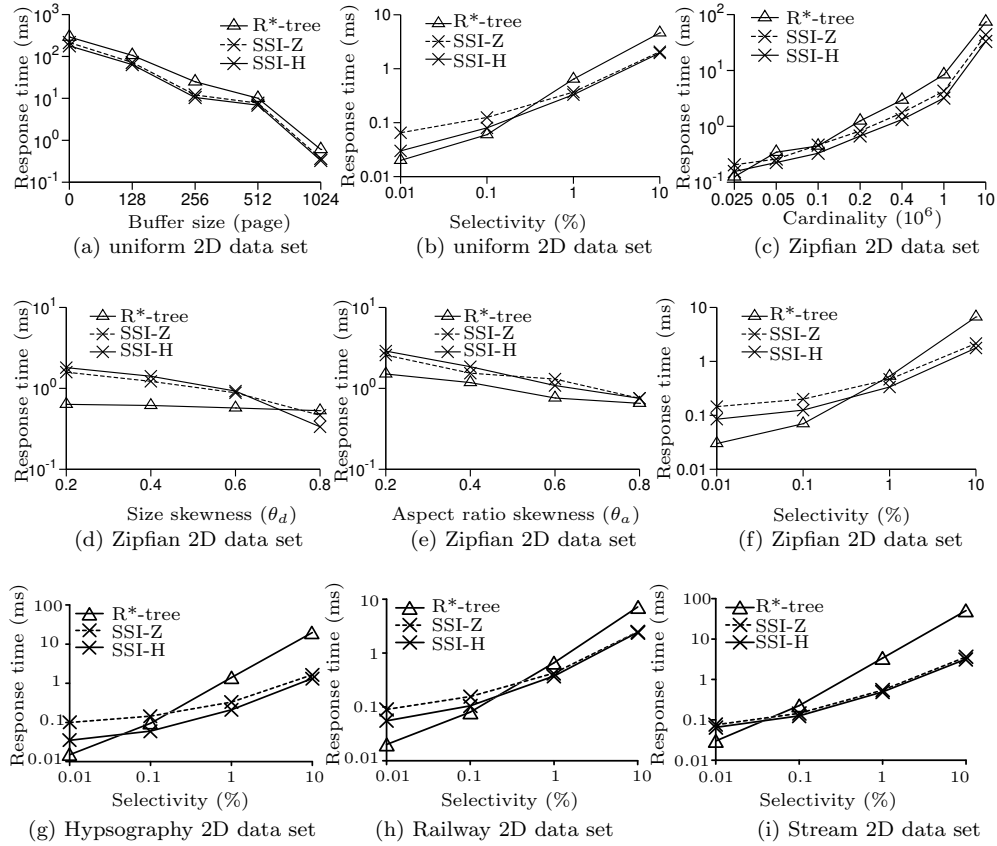 Response time (ms)
10^3
10^2
10^1
10^0
10^-1
R*-tree
SSI-Z
SSI-H
0 128 256 512 1024
Buffer size (page)
(a) uniform 2D data set
Response time (ms)
10
1
0.1
0.01
R*-tree
SSI-Z
SSI-H
0.01 0.1 1 10
Selectivity (%)
(b) uniform 2D data set
Response time (ms)
10^2
10^1
10^0
10^-1
R*-tree
SSI-Z
SSI-H
0.025 0.05 0.1 0.2 0.4 1 10
Cardinality (10^6)
(c) Zipfian 2D data set
Response time (ms)
10^1
10^0
10^-1
R*-tree
SSI-Z
SSI-H
0.2 0.4 0.6 0.8
Size skewness (θ_d)
(d) Zipfian 2D data set
Response time (ms)
10^1
10^0
10^-1
R*-tree
SSI-Z
SSI-H
0.2 0.4 0.6 0.8
Aspect ratio skewness (θ_a)
(e) Zipfian 2D data set
Response time (ms)
10
1
0.1
0.01
R*-tree
SSI-Z
SSI-H
0.01 0.1 1 10
Selectivity (%)
(f) Zipfian 2D data set
Response time (ms)
100
10
1
0.1
0.01
R*-tree
SSI-Z
SSI-H
0.01 0.1 1 10
Selectivity (%)
(g) Hypsography 2D data set
Response time (ms)
10
1
0.1
0.01
R*-tree
SSI-Z
SSI-H
0.01 0.1 1 10
Selectivity (%)
(h) Railway 2D data set
Response time (ms)
100
10
1
0.1
0.01
R*-tree
SSI-Z
SSI-H
0.01 0.1 1 10
Selectivity (%)
(i) Stream 2D data set